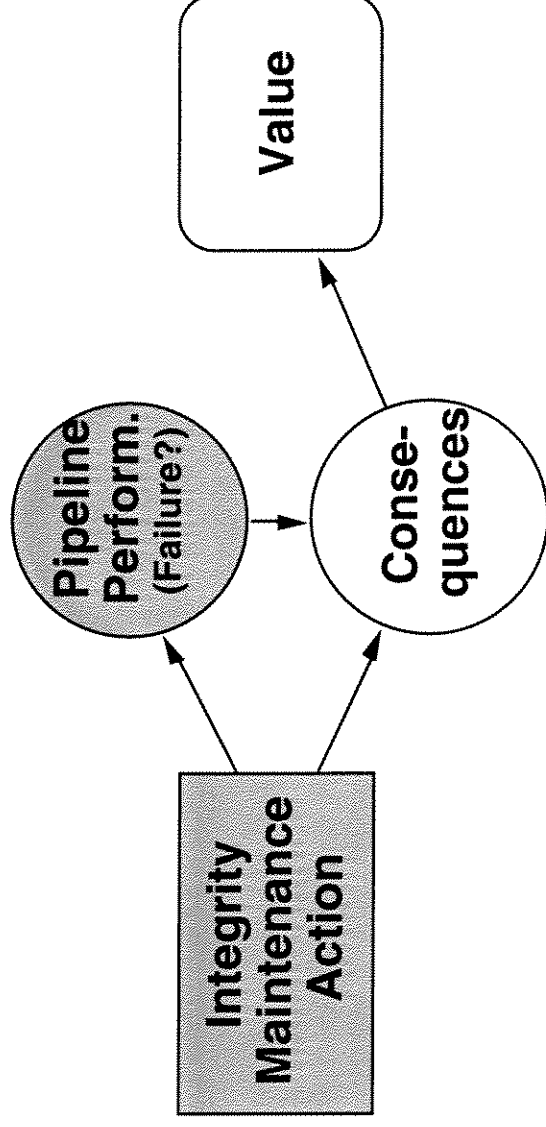 Integrity
Maintenance
Action
Pipeline
Perform.
(Failure?)
Conse-
quences
Value